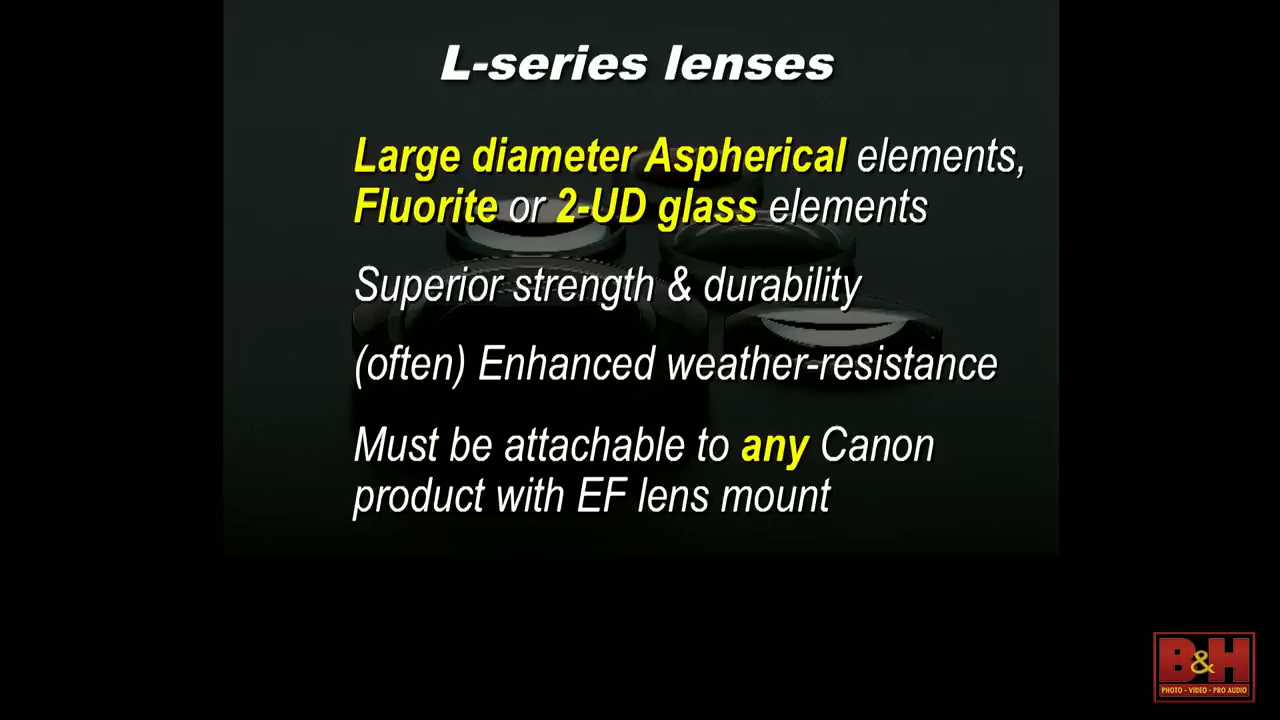 L-series lenses
Large diameter Aspherical elements,
Fluorite or 2-UD glass elements
Superior strength & durability
(often) Enhanced weather-resistance
Must be attachable to any Canon
product with EF lens mount
B&H
PHOTO - VIDEO - PRO AUDIO